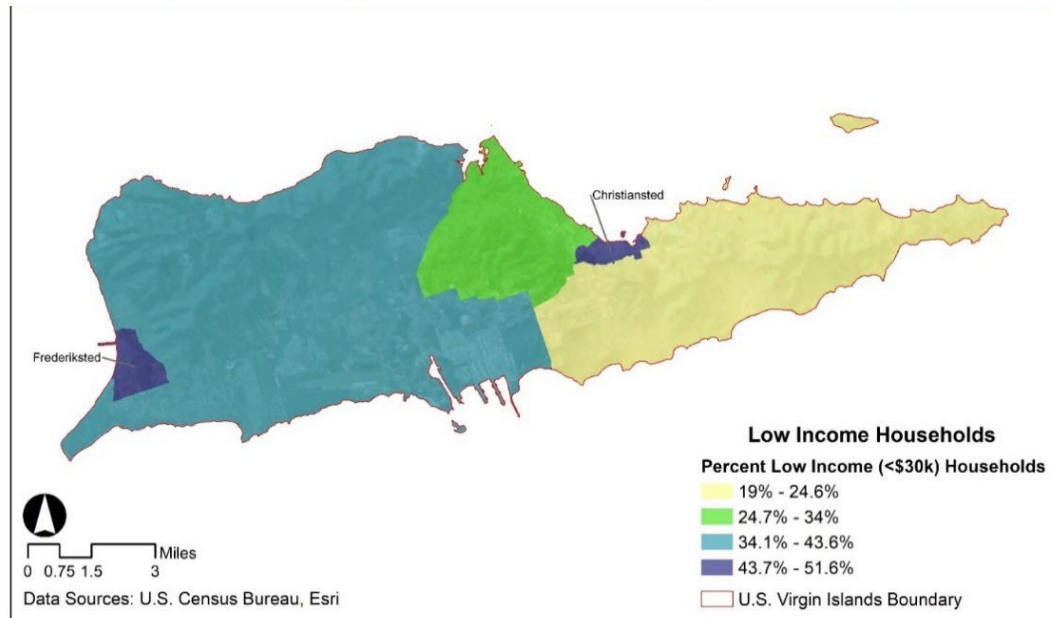 Christiansted
Frederiksted
Low Income Households
Percent Low Income (<$30k) Households
19% - 24.6%
24.7% - 34%
34.1% - 43.6%
43.7% - 51.6%
U.S. Virgin Islands Boundary
Miles
0 0.75 1.5 3
Data Sources: U.S. Census Bureau, Esri